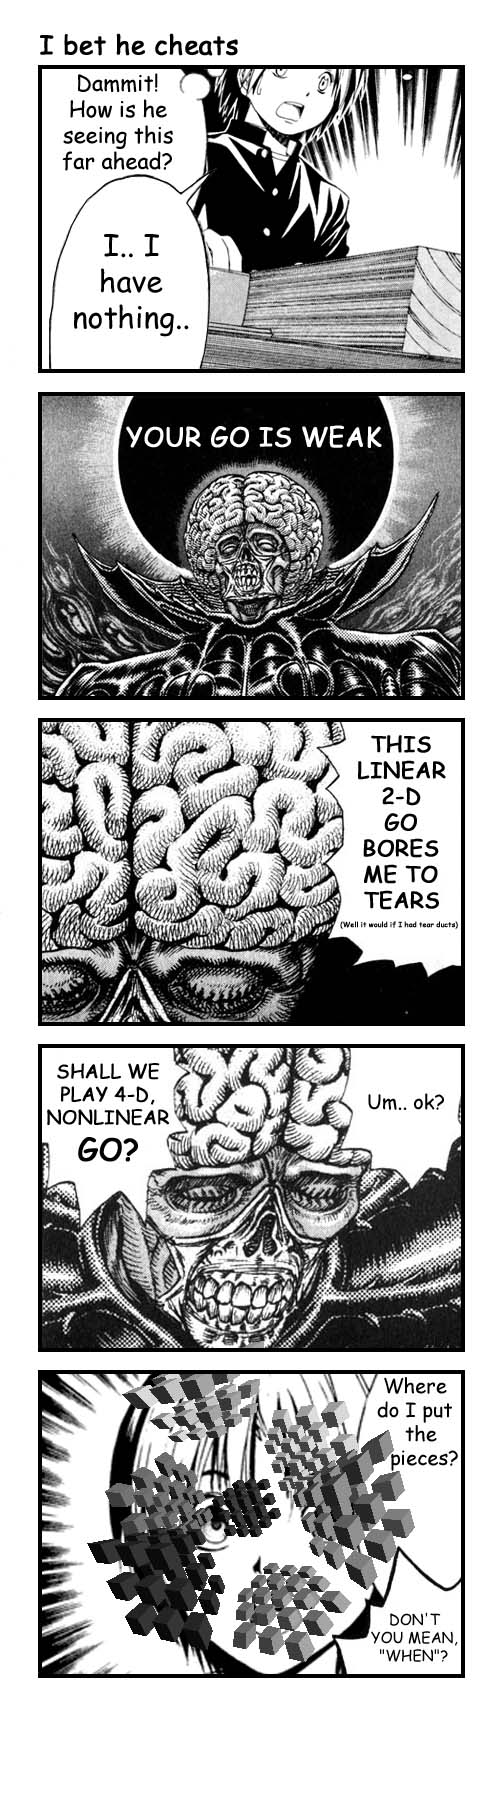 I bet he cheats
Dammit!
How is he
seeing this
far ahead?
I.. I
have
nothing..
YOUR GO IS WEAK
THIS
LINEAR
2-D
GO
BORES
ME TO
TEARS
(Well it would if I had tear ducts)
SHALL WE
PLAY 4-D,
NONLINEAR
GO?
Um.. ok?
Where
do I put
the
pieces?
DON'T
YOU MEAN,
"WHEN"?